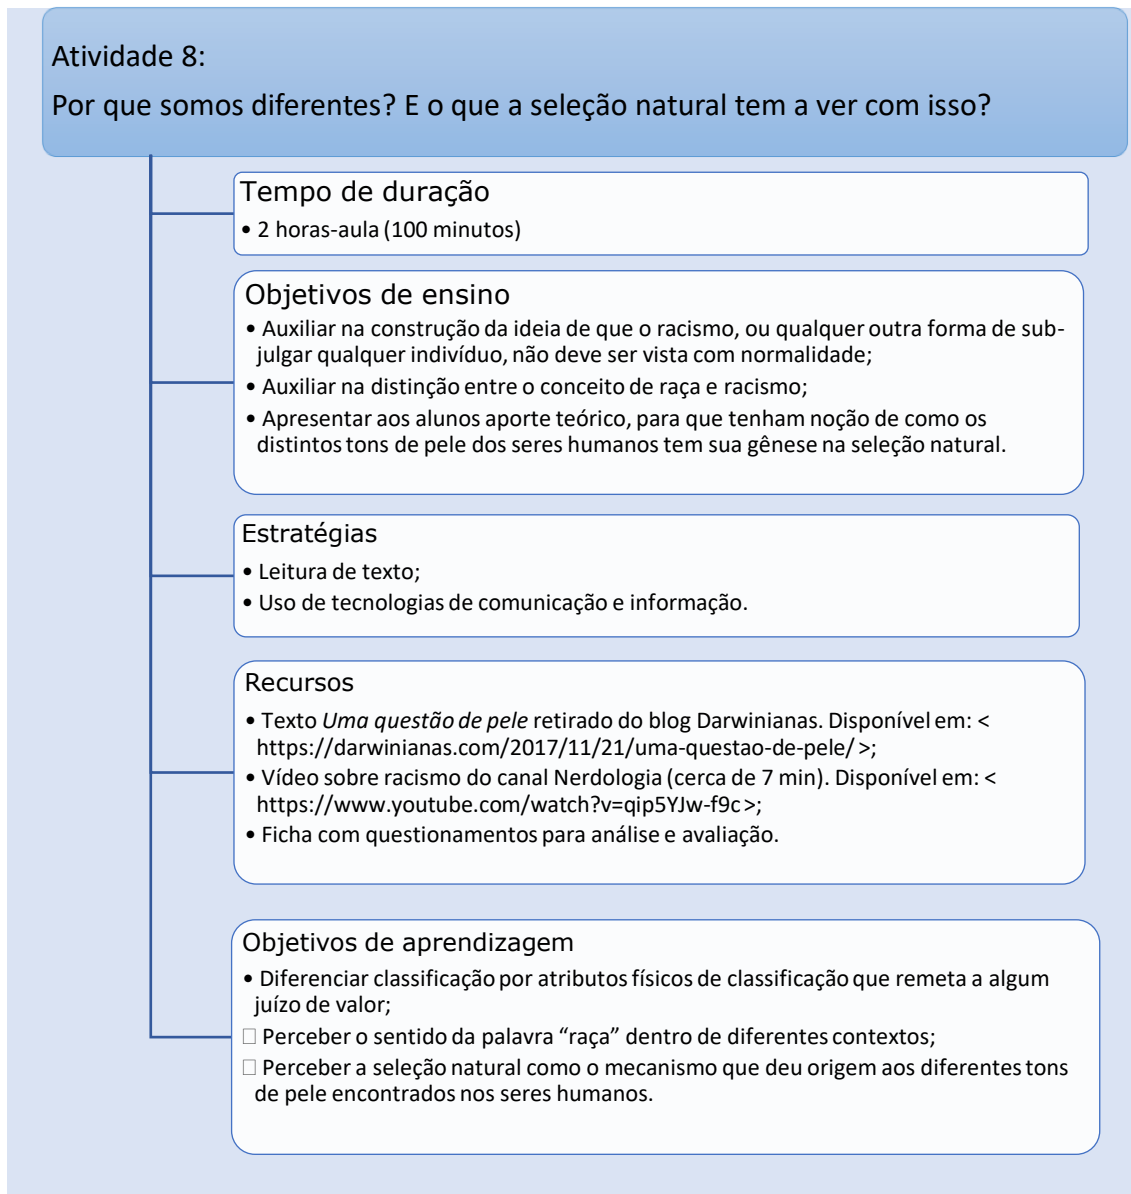 Atividade 8:
Por que somos diferentes? E o que a seleção natural tem a ver com isso?
Tempo de duração
• 2 horas-aula (100 minutos)
Objetivos de ensino
• Auxiliar na construção da ideia de que o racismo, ou qualquer outra forma de sub-
julgar qualquer indivíduo, não deve ser vista com normalidade;
• Auxiliar na distinção entre o conceito de raça e racismo;
• Apresentar aos alunos aporte teórico, para que tenham noção de como os
distintos tons de pele dos seres humanos tem sua gênese na seleção natural.
Estratégias
• Leitura de texto;
• Uso de tecnologias de comunicação e informação.
Recursos
• Texto Uma questão de pele retirado do blog Darwinianas. Disponível em: <
https://darwinianas.com/2017/11/21/uma-questao-de-pele/ >;
• Vídeo sobre racismo do canal Nerdologia (cerca de 7 min). Disponível em: <
https://www.youtube.com/watch?v=qip5YJw-f9c >;
• Ficha com questionamentos para análise e avaliação.
Objetivos de aprendizagem
• Diferenciar classificação por atributos físicos de classificação que remeta a algum
juízo de valor;
□ Perceber o sentido da palavra “raça” dentro de diferentes contextos;
□ Perceber a seleção natural como o mecanismo que deu origem aos diferentes tons
de pele encontrados nos seres humanos.